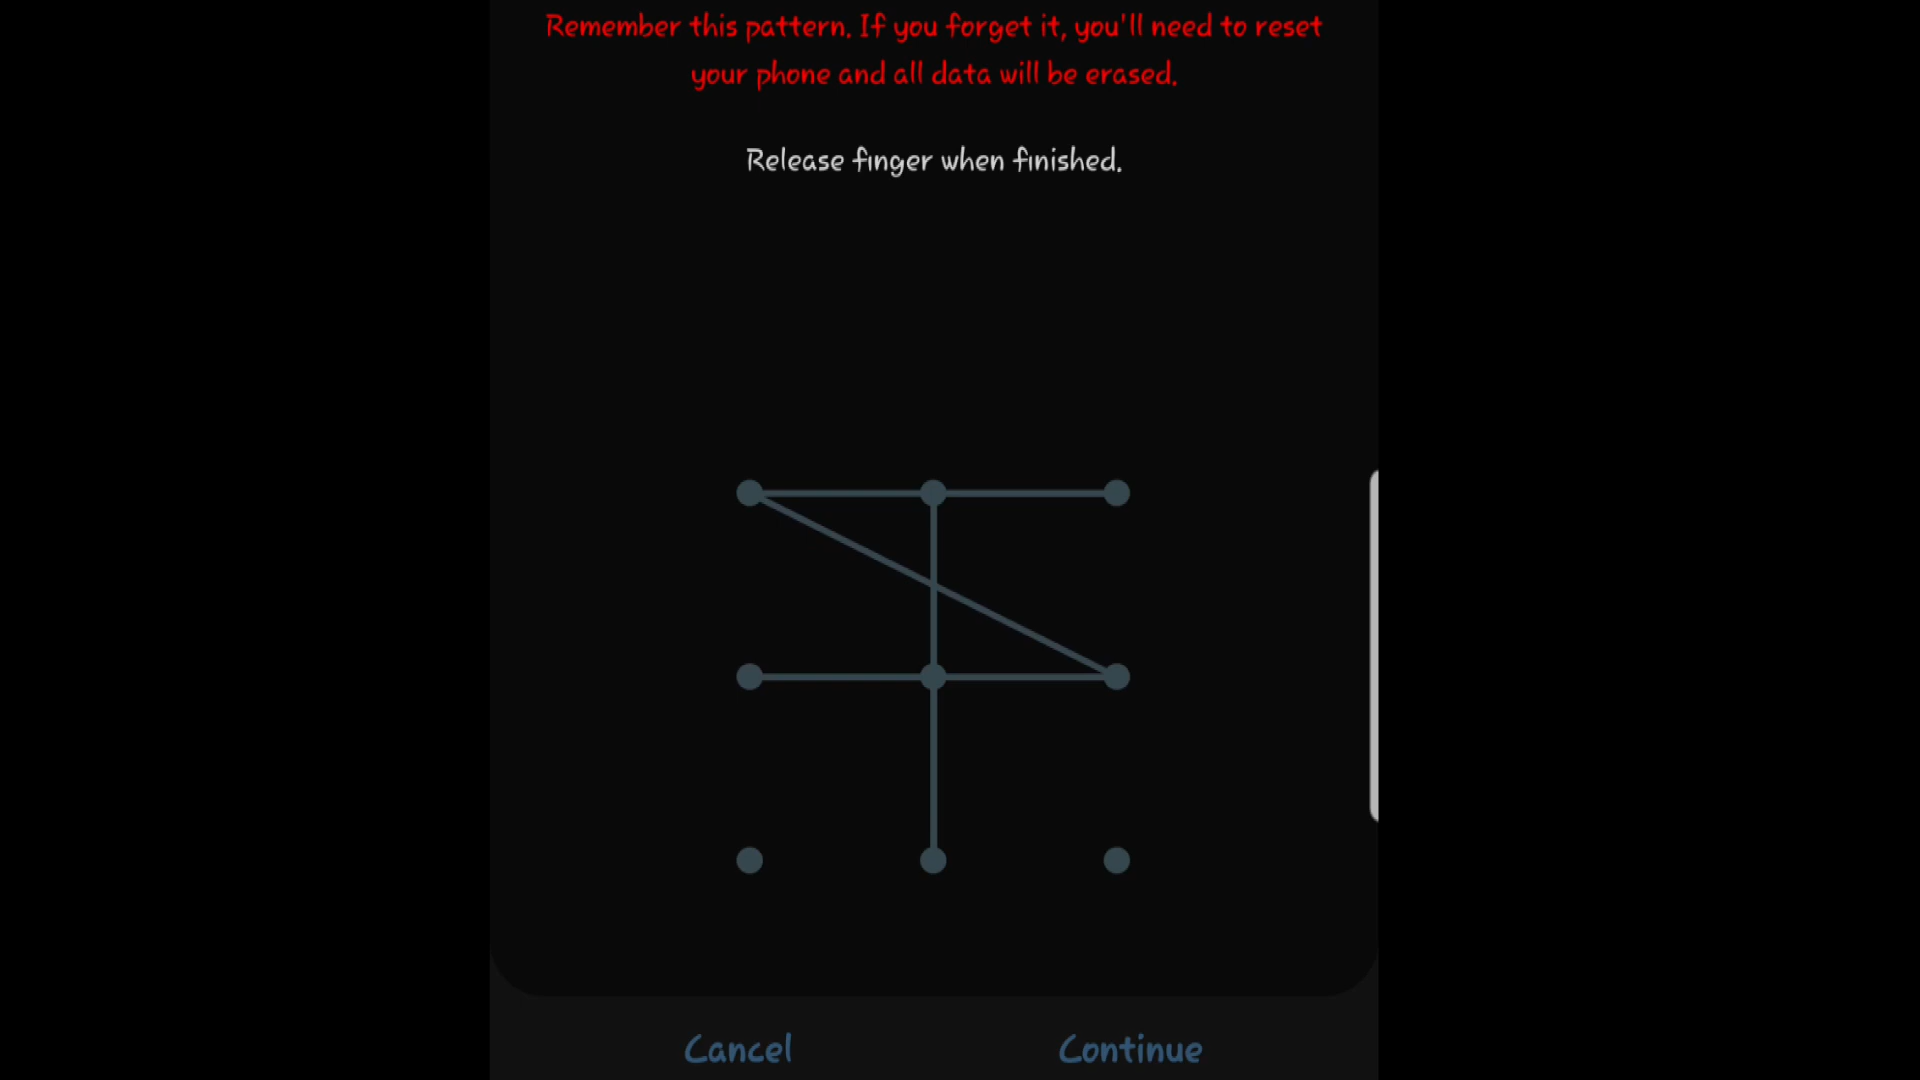 Remember this pattern. If you forget it, you'll need to reset
your phone and all data will be erased.
Release finger when finished.
Cancel
Continue